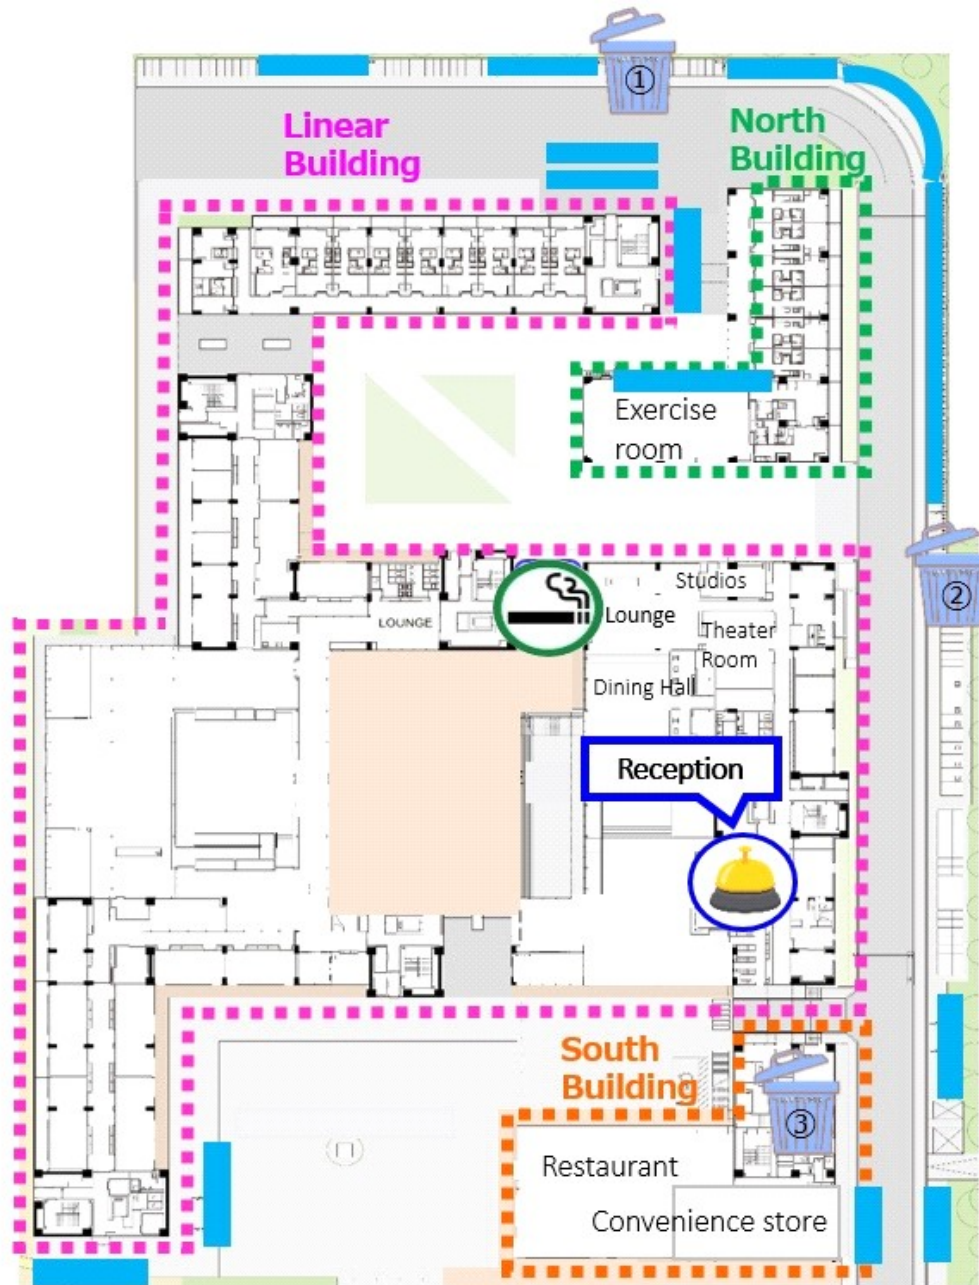 ①
Linear
Building
North
Building
Exercise
room
②
Studios
LOUNGE
Lounge
Theater
Room
Dining Hall
Reception
South
Building
③
Restaurant
Convenience store